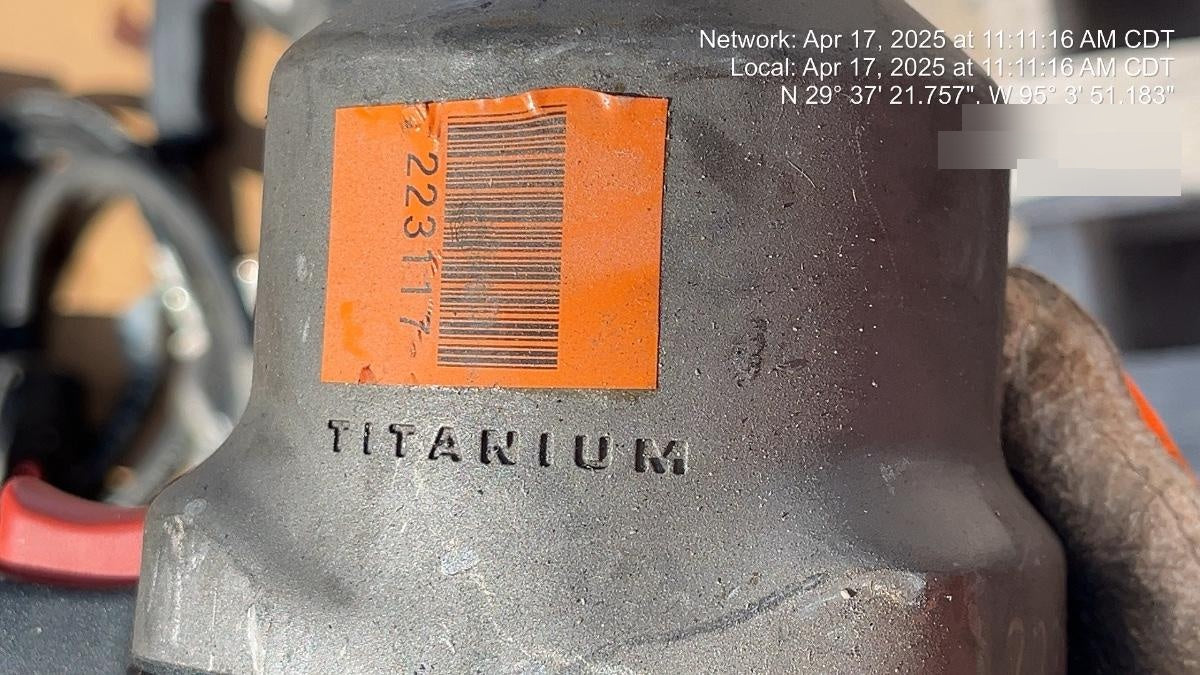 Network: Apr 17, 2025 at 11:11:16 AM CDT
Local: Apr 17, 2025 at 11:11:16 AM CDT
N 29° 37' 21.757", W 95° 3' 51.183"
223117
TITANIUM